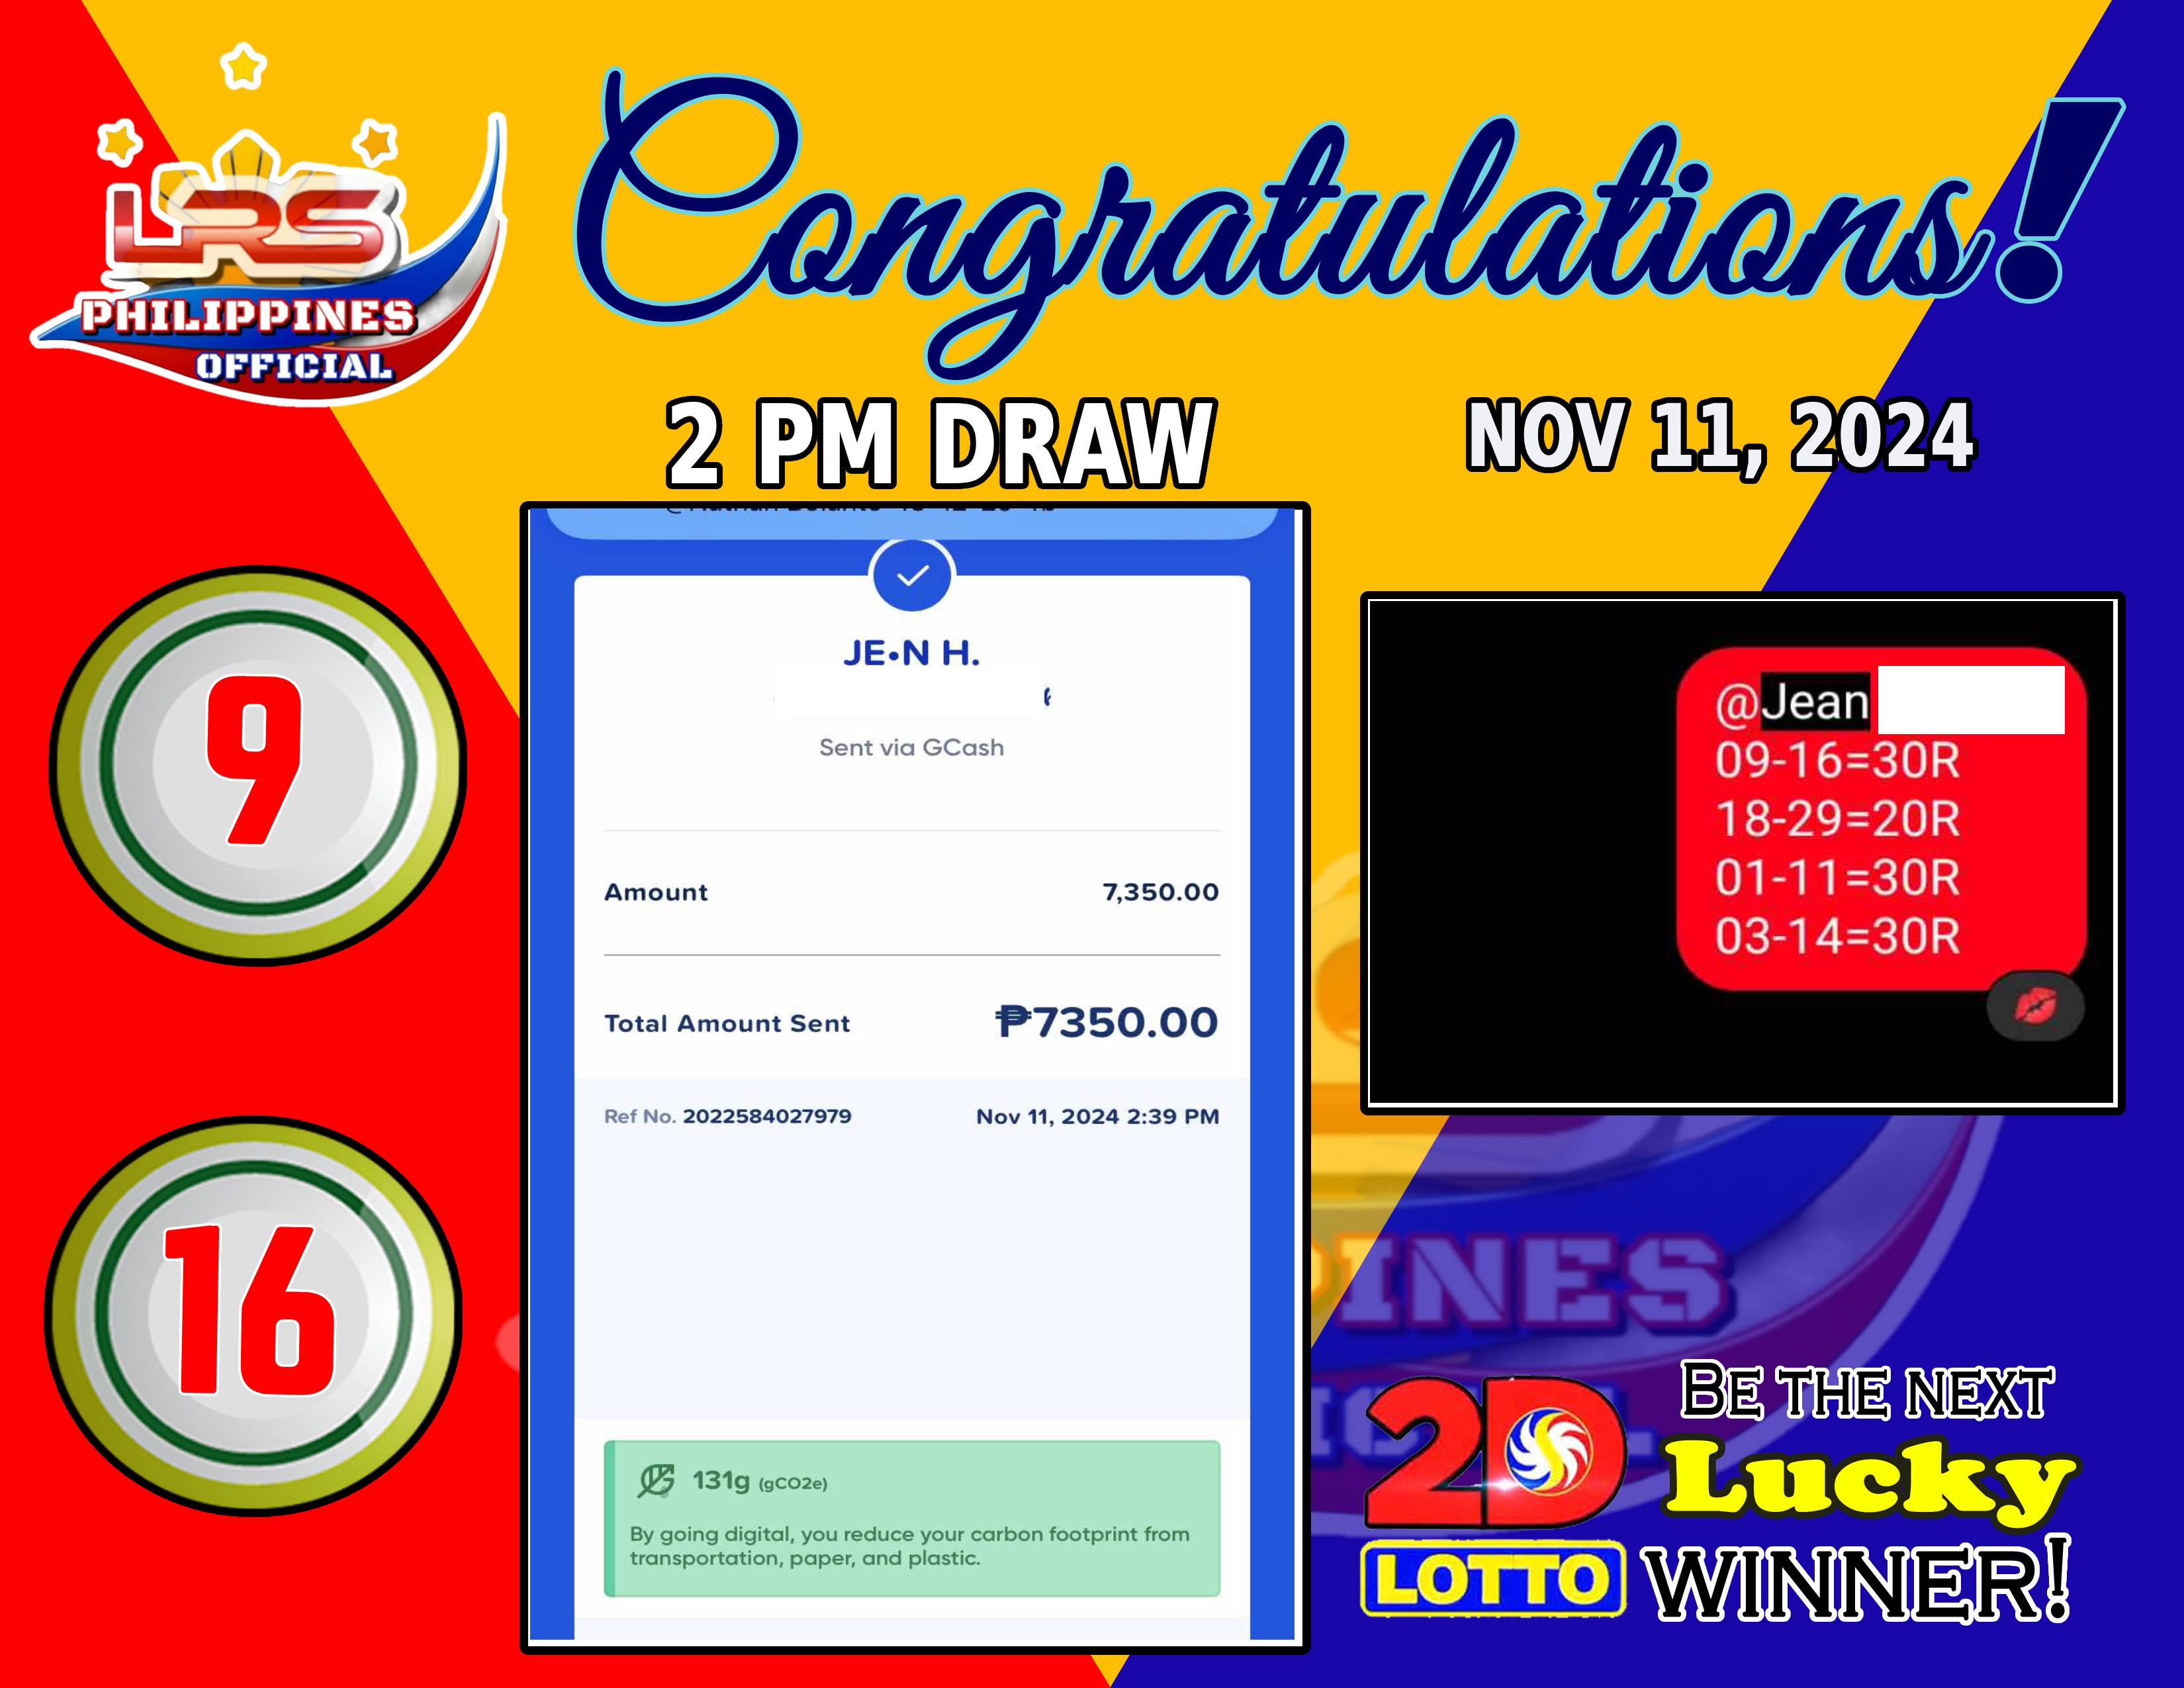 LRS
PHILIPPINES
OFFICIAL
Congratulations!
2 PM DRAW
NOV 11, 2024
9
16
JE•N H.
Sent via GCash
Amount 7,350.00
Total Amount Sent ₱7350.00
Ref No. 2022584027979 Nov 11, 2024 2:39 PM
131g (gCO2e)
By going digital, you reduce your carbon footprint from
transportation, paper, and plastic.
@Jean
09-16=30R
18-29=20R
01-11=30R
03-14=30R
PINES
2D
LOTTO
BE THE NEXT
Lucky
WINNER!